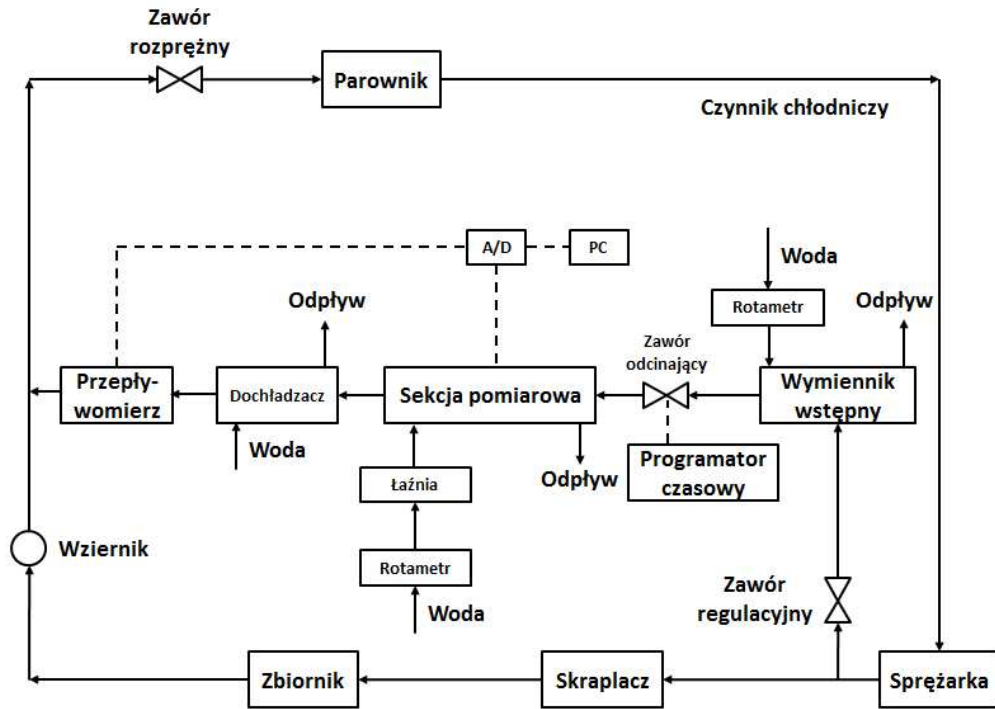 Zawór
rozprężny
Parownik
Czynnik chłodniczy
A/D
PC
Woda
Odpływ
Rotametr
Odpływ
Zawór
odcinający
Przepły-
womierz
Dochładzacz
Sekcja pomiarowa
Wymiennik
wstępny
Woda
Odpływ
Programator
czasowy
Łaźnia
Wziernik
Rotametr
Woda
Zawór
regulacyjny
Zbiornik
Skraplacz
Sprężarka